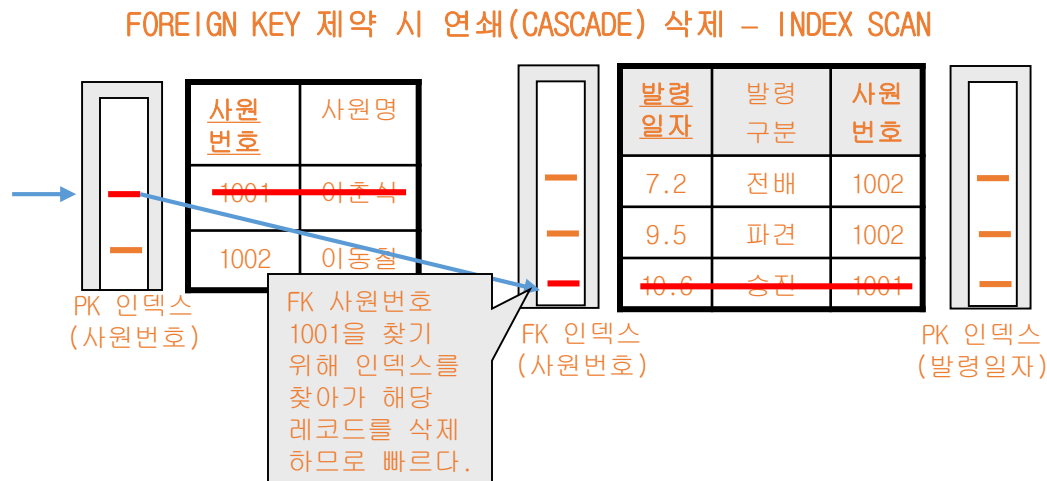 FOREIGN KEY 제약 시 연쇄(CASCADE) 삭제 – INDEX SCAN
사원
번호
사원명
1001
이춘식
1002
이동철
PK 인덱스
(사원번호)
FK 사원번호
1001을 찾기
위해 인덱스를
찾아가 해당
레코드를 삭제
하므로 빠르다.
FK 인덱스
(사원번호)
발령
일자
발령
구분
사원
번호
7.2
전배
1002
9.5
파견
1002
10.6
승진
1001
PK 인덱스
(발령일자)